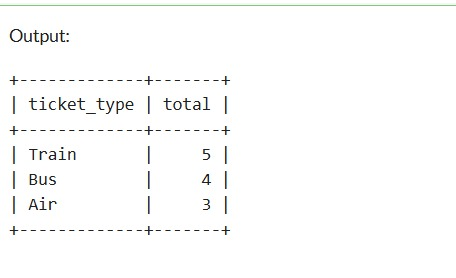 Output:
+-------------+-------+
| ticket_type | total |
+-------------+-------+
| Train       |     5 |
| Bus         |     4 |
| Air         |     3 |
+-------------+-------+